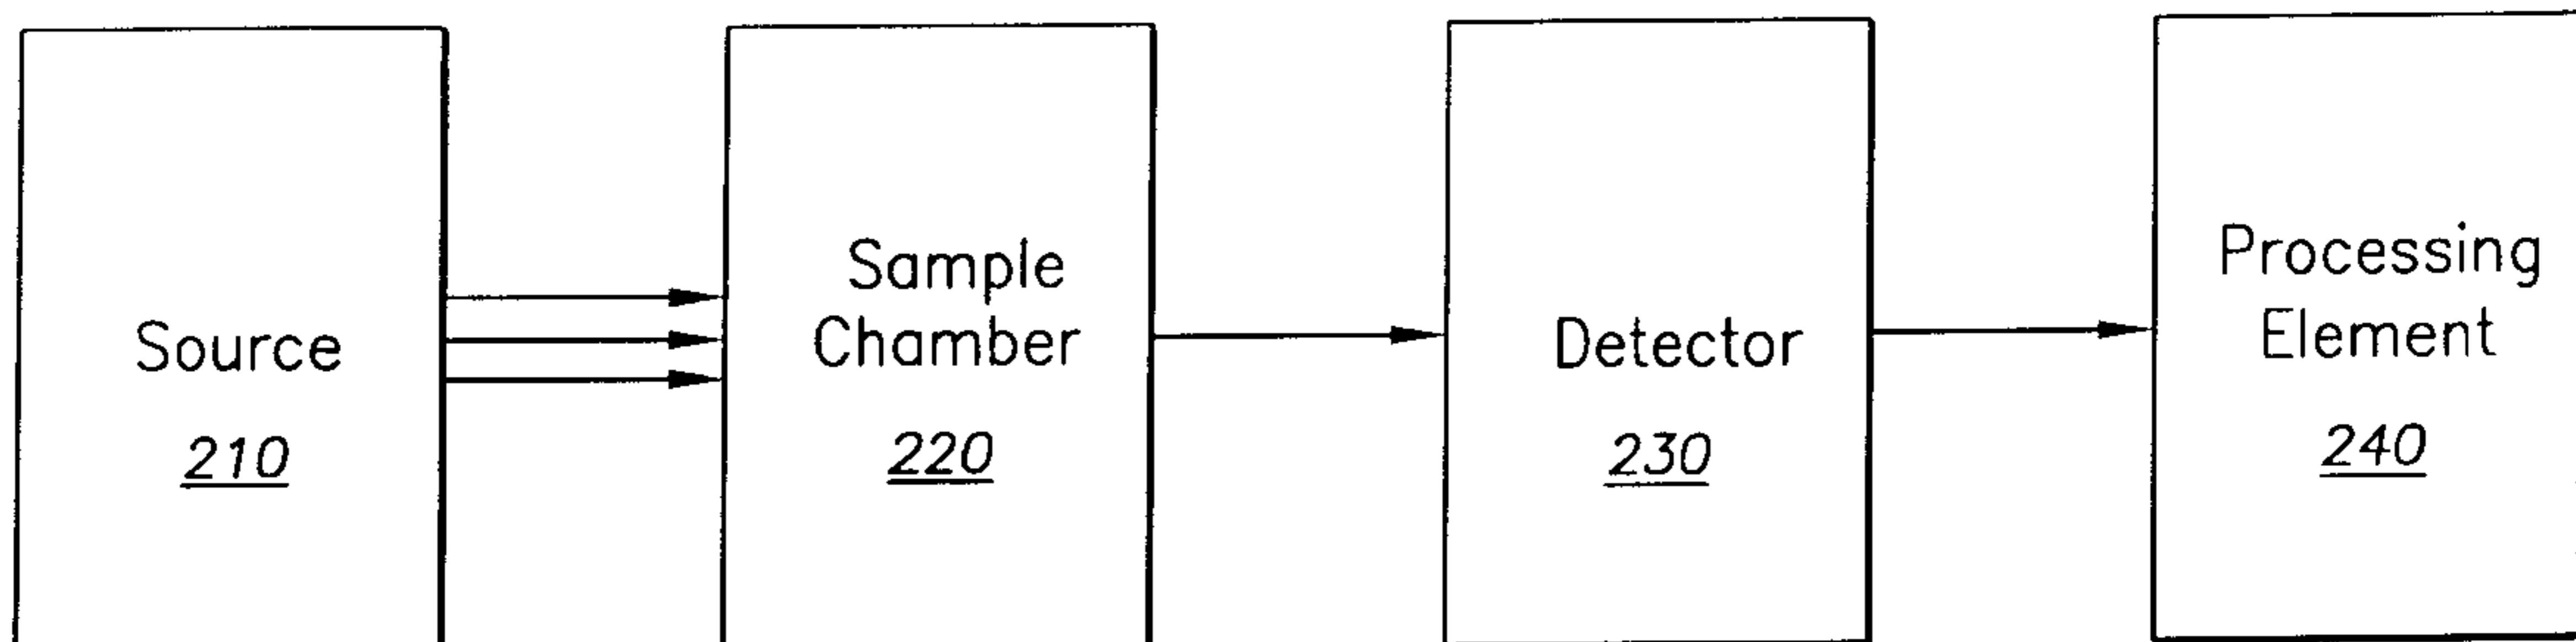 Source
210
Sample
Chamber
220
Detector
230
Processing
Element
240